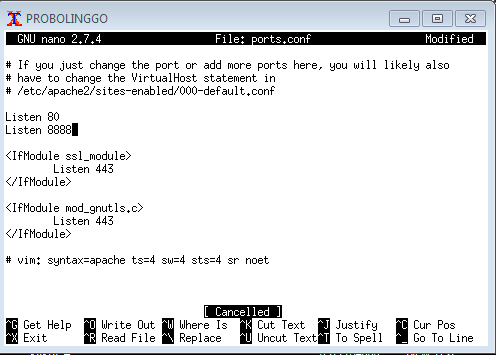 PROBOLINGGO
GNU nano 2.7.4 File: ports.conf Modified
# If you just change the port or add more ports here, you will likely also
# have to change the VirtualHost statement in
# /etc/apache2/sites-enabled/000-default.conf
Listen 80
Listen 8888
<IfModule ssl_module>
Listen 443
</IfModule>
<IfModule mod_gnutls.c>
Listen 443
</IfModule>
# vim: syntax=apache ts=4 sw=4 sts=4 sr noet
[ Cancelled ]
^G Get Help ^O Write Out ^W Where Is ^K Cut Text ^J Justify ^C Cur Pos
^X Exit ^R Read File ^\ Replace ^U Uncut Text ^T To Spell ^_ Go To Line